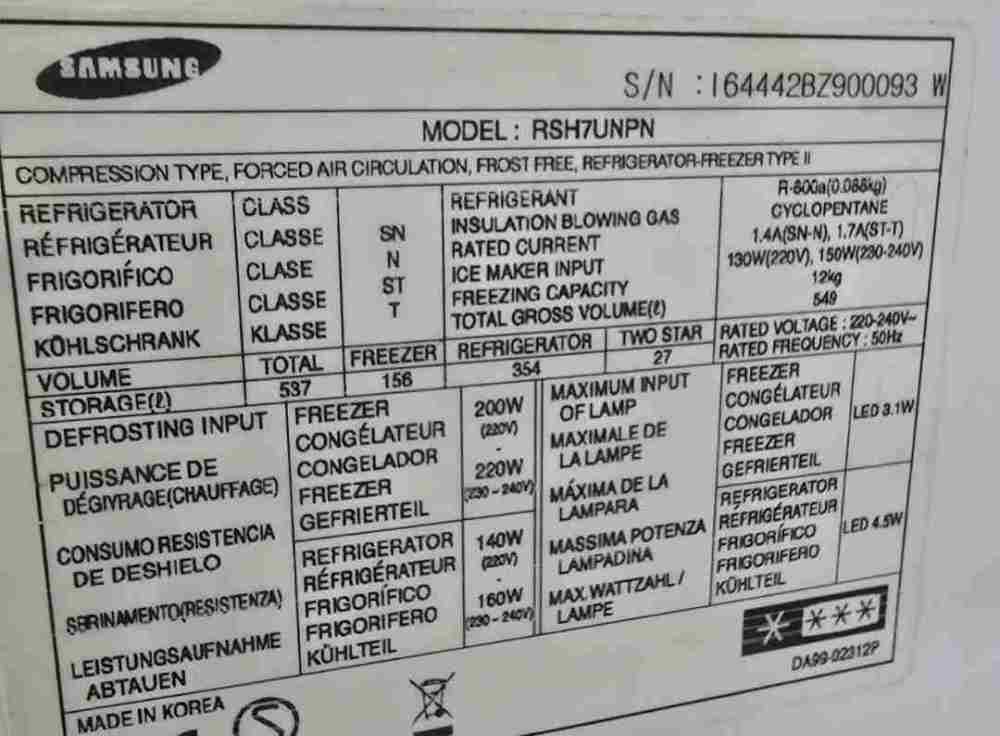 SAMSUNG
S/N :I64442BZ900093 W
MODEL : RSH7UNPN
COMPRESSION TYPE, FORCED AIR CIRCULATION, FROST FREE, REFRIGERATOR-FREEZER TYPE II
REFRIGERATOR CLASS
RÉFRIGÉRATEUR CLASSE SN
FRIGORIFÍCO CLASE N
FRIGORIFERO CLASSE ST
KÜHLSCHRANK KLASSE T
REFRIGERANT R-600a(0.088kg)
INSULATION BLOWING GAS CYCLOPENTANE
RATED CURRENT 1.4A(SN-N), 1.7A(ST-T)
ICE MAKER INPUT 130W(220V), 150W(230-240V)
FREEZING CAPACITY 12kg
TOTAL GROSS VOLUME(ℓ) 549
VOLUME TOTAL FREEZER REFRIGERATOR TWO STAR
STORAGE(ℓ) 537 156 354 27
RATED VOLTAGE : 220-240V~
RATED FREQUENCY : 50Hz
DEFROSTING INPUT
PUISSANCE DE
DÉGIVRAGE(CHAUFFAGE)
CONSUMO RESISTENCIA
DE DESHIELO
SBRINAMENTO(RESISTENZA)
LEISTUNGSAUFNAHME
ABTAUEN
FREEZER 200W
CONGÉLATEUR (220V)
CONGELADOR -
FREEZER 220W
GEFRIERTEIL (230~240V)
REFRIGERATOR 140W
RÉFRIGÉRATEUR (220V)
FRIGORÍFICO -
FRIGORIFERO 160W
KÜHLTEIL (230~240V)
MAXIMUM INPUT
OF LAMP
MAXIMALE DE
LA LAMPE
MÁXIMA DE LA
LAMPARA
MASSIMA POTENZA
LAMPADINA
MAX.WATTZAHL /
LAMPE
FREEZER
CONGÉLATEUR
CONGELADOR LED 3.1W
FREEZER
GEFRIERTEIL
REFRIGERATOR
RÉFRIGÉRATEUR
FRIGORÍFICO LED 4.5W
FRIGORIFERO
KÜHLTEIL
DA99-02312P
MADE IN KOREA